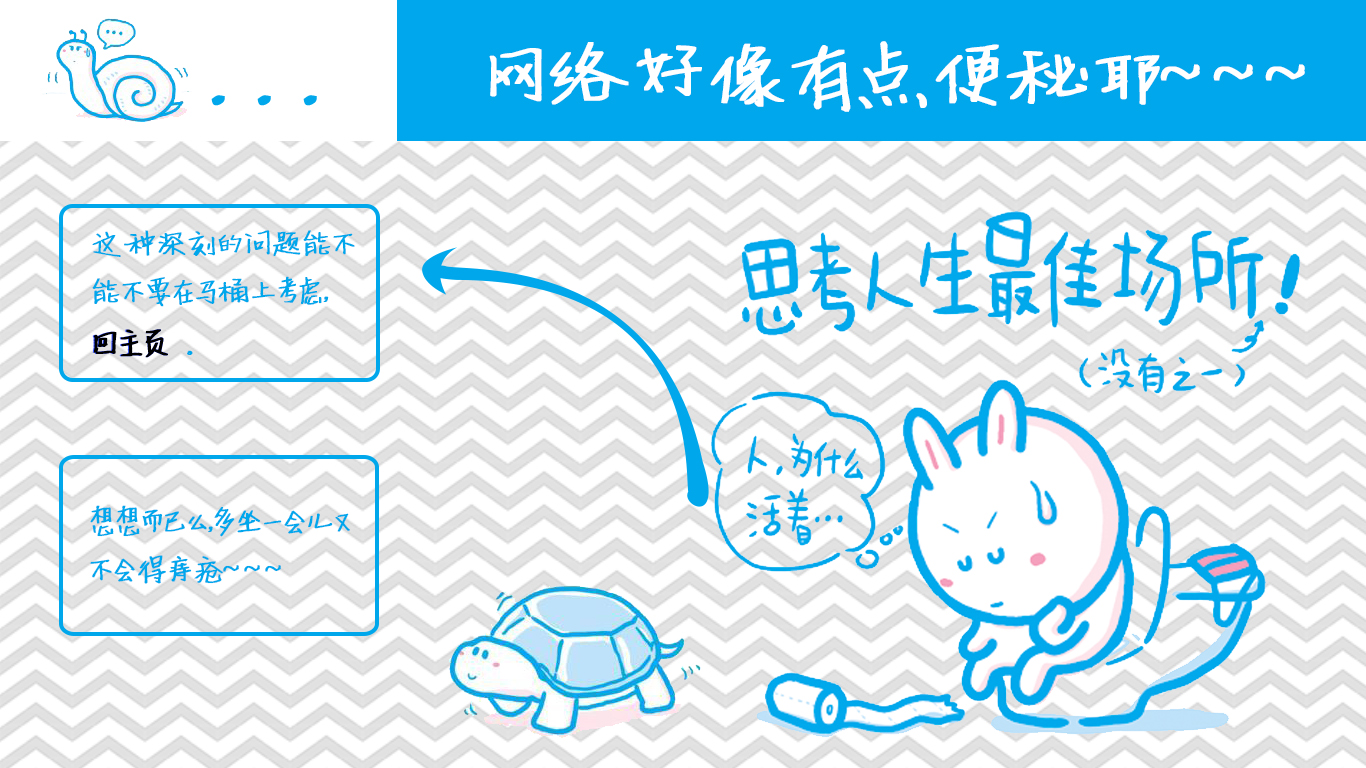 ...
网络好像有点便秘耶~~~
这种深刻的问题能不
能不要在马桶上考虑,
回主页.
思考人生最佳场所!
(没有之一)
人,为什么
活着...
想想而已么,多坐一会儿又
不会得痔疮~~~